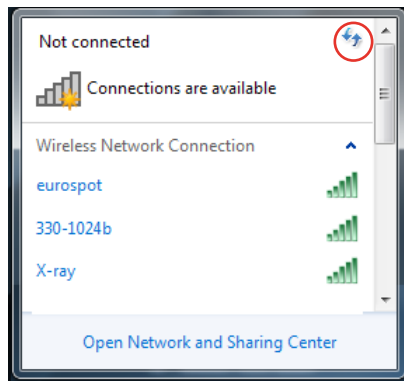 Not connected
Connections are available
Wireless Network Connection
eurospot
330-1024b
X-ray
Open Network and Sharing Center